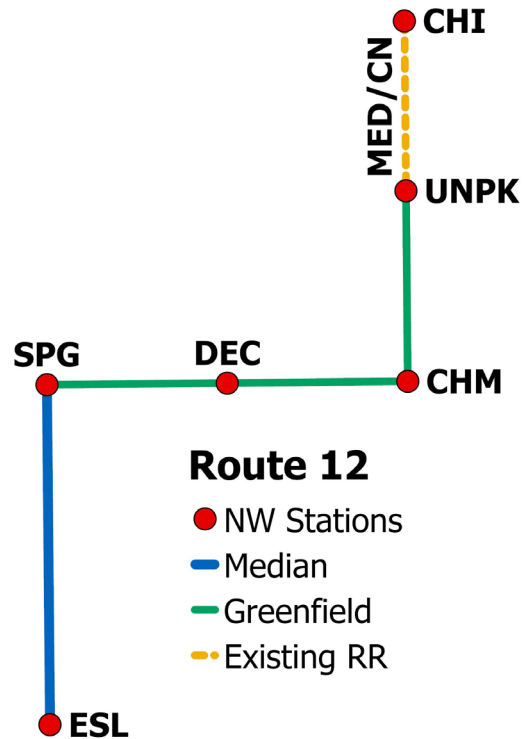 CHI
MED/CN
UNPK
SPG
DEC
CHM
Route 12
NW Stations
Median
Greenfield
Existing RR
ESL